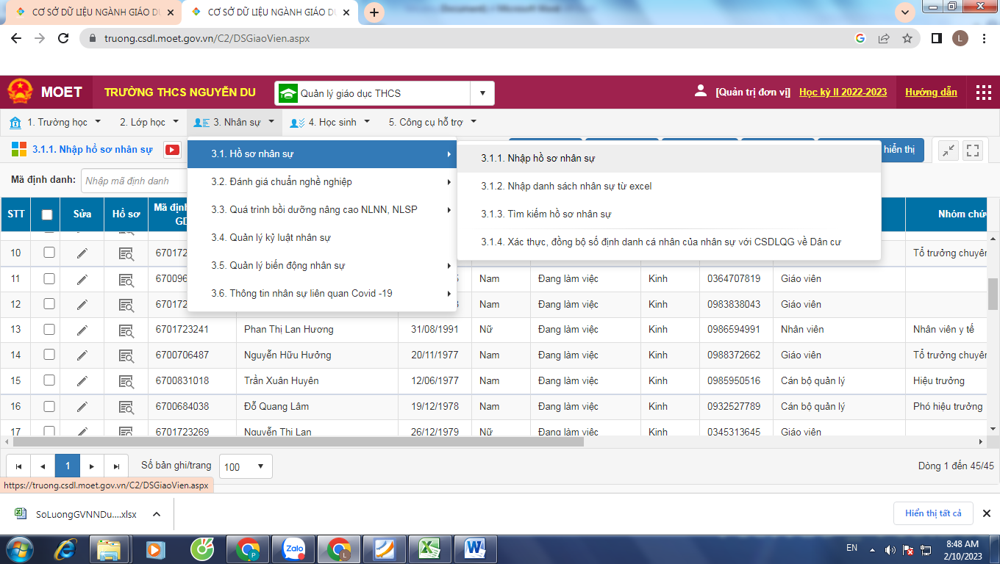 CƠ SỞ DỮ LIỆU NGÀNH GIÁO DỤ
CƠ SỞ DỮ LIỆU NGÀNH GIÁO DỤ
truong.csdl.moet.gov.vn/C2/DSGiaoVien.aspx
L
MOET
TRƯỜNG THCS NGUYỄN DU
Quản lý giáo dục THCS
[Quản trị đơn vị] Học kỳ II 2022-2023 Hướng dẫn
1. Trường học 2. Lớp học 3. Nhân sự 4. Học sinh 5. Công cụ hỗ trợ
3.1.1. Nhập hồ sơ nhân sự
hiển thị
Mã định danh: Nhập mã định danh
3.1. Hồ sơ nhân sự
3.2. Đánh giá chuẩn nghề nghiệp
3.3. Quá trình bồi dưỡng nâng cao NLNN, NLSP
3.4. Quản lý kỷ luật nhân sự
3.5. Quản lý biến động nhân sự
3.6. Thông tin nhân sự liên quan Covid -19
3.1.1. Nhập hồ sơ nhân sự
3.1.2. Nhập danh sách nhân sự từ excel
3.1.3. Tìm kiếm hồ sơ nhân sự
3.1.4. Xác thực, đồng bộ số định danh cá nhân của nhân sự với CSDLQG về Dân cư
STT Sửa Hồ sơ Mã định Nhóm chức
10 670172 Tổ trưởng chuyên
11 670096 Nam Đang làm việc Kinh 0364707819 Giáo viên
12 670172 Nam Đang làm việc Kinh 0983838043 Giáo viên
13 6701723241 Phan Thị Lan Hương 31/08/1991 Nữ Đang làm việc Kinh 0986594991 Nhân viên Nhân viên y tế
14 6700706487 Nguyễn Hữu Hưởng 20/11/1977 Nam Đang làm việc Kinh 0988372662 Giáo viên Tổ trưởng chuyên
15 6700831018 Trần Xuân Huyên 12/06/1977 Nam Đang làm việc Kinh 0985950516 Cán bộ quản lý Hiệu trưởng
16 6700684038 Đỗ Quang Lâm 19/12/1978 Nam Đang làm việc Kinh 0932527789 Cán bộ quản lý Phó hiệu trưởng
17 6701723269 Nguyễn Thị Lan 26/12/1979 Nữ Đang làm việc Kinh 0345313645 Giáo viên
1 Số bản ghi/trang 100 Dòng 1 đến 45/45
https://truong.csdl.moet.gov.vn/C2/DSGiaoVien.aspx
SoLuongGVNNDu....xlsx Hiển thị tất cả
Zalo
EN
8:48 AM
2/10/2023